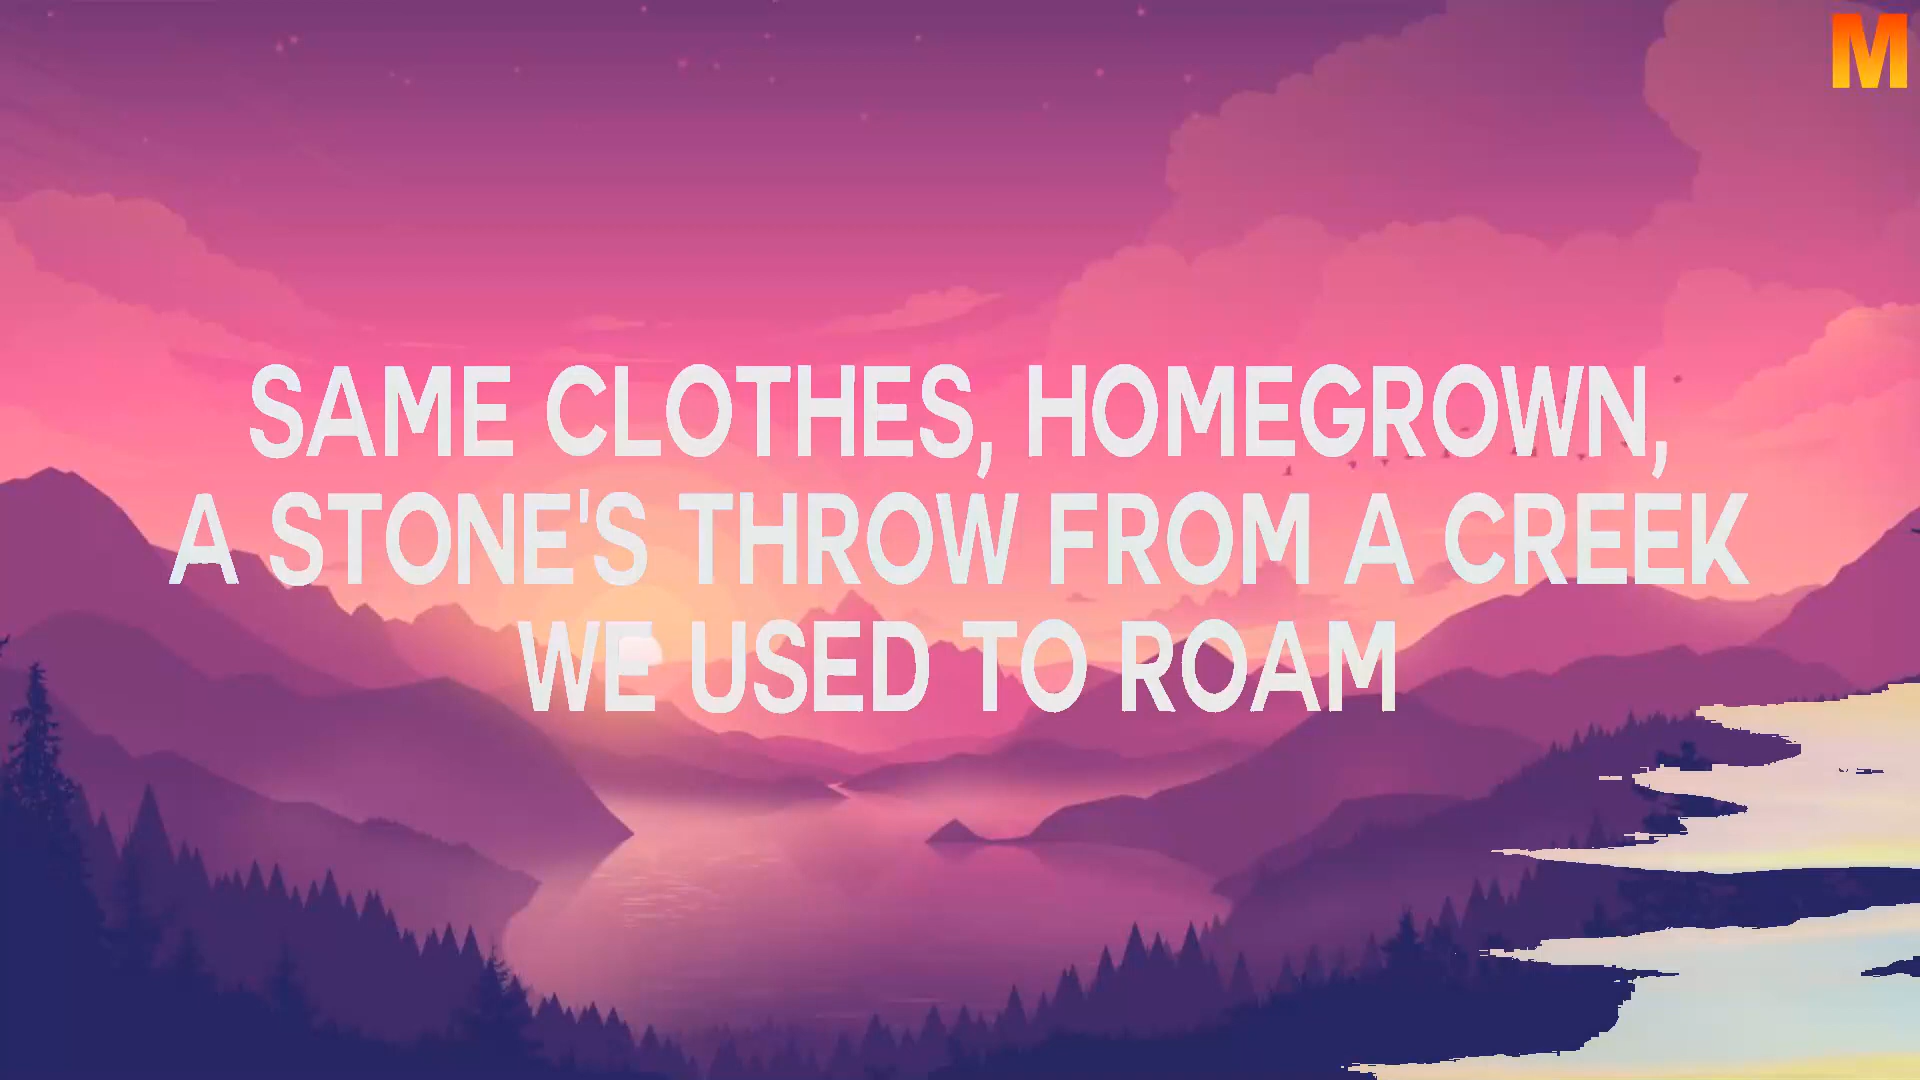 M
SAME CLOTHES, HOMEGROWN,
A STONE'S THROW FROM A CREEK
WE USED TO ROAM